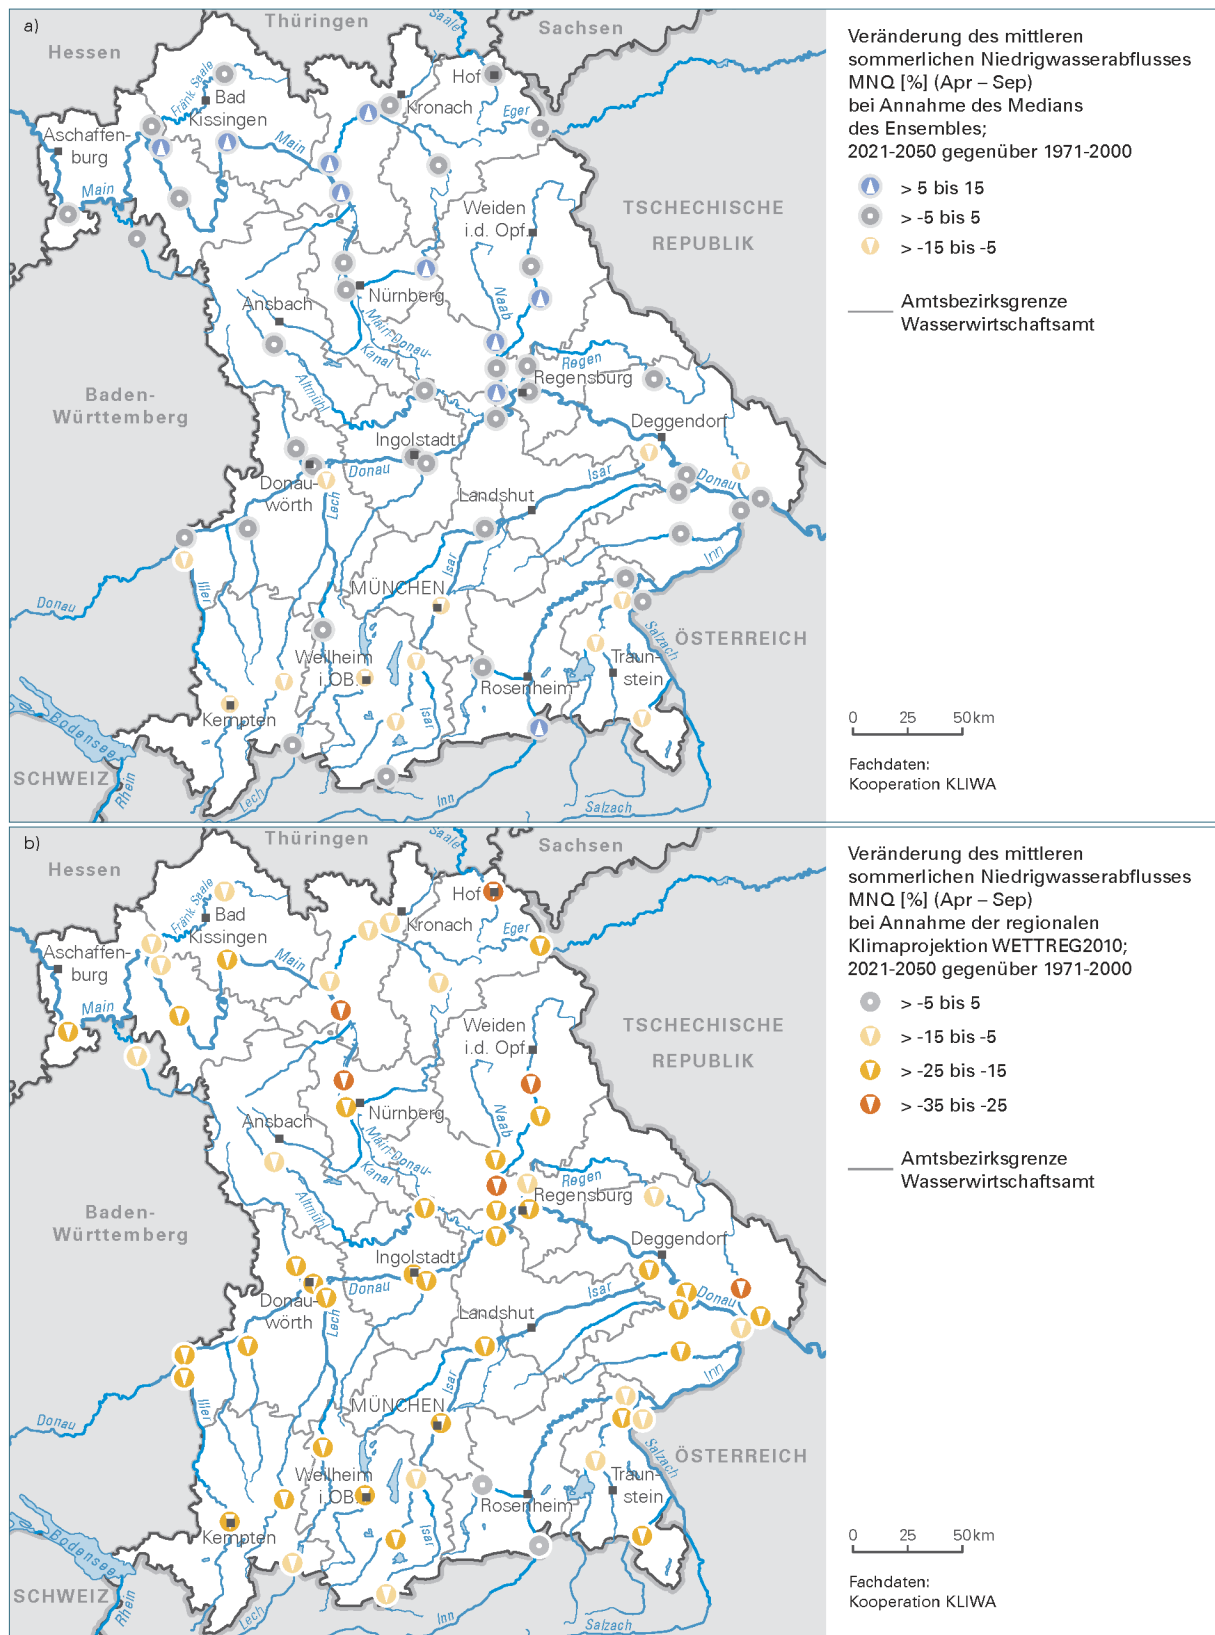 a)
Thüringen
Saale
Sachsen
Hessen
Hof
Fränk Saale
Bad
Kissingen
Kronach
Eger
Aschaffen-
burg
Main
Main
Weiden
i.d. Opf.
TSCHECHISCHE
REPUBLIK
Naab
Nürnberg
Ansbach
Main-Donau-
Kanal
Regen
Regensburg
Altmühl
Baden-
Württemberg
Deggendorf
Ingolstadt
Donau
Isar
Donau
Donau-
wörth
Lech
Landshut
Isar
Inn
MÜNCHEN
Iller
Donau
Salzach
ÖSTERREICH
Weilheim
i. OB.
Traun-
stein
Rosenheim
Kempten
Isar
Bodensee
SCHWEIZ
Rhein
Lech
Inn
Salzach
Veränderung des mittleren
sommerlichen Niedrigwasserabflusses
MNQ [%] (Apr – Sep)
bei Annahme des Medians
des Ensembles;
2021-2050 gegenüber 1971-2000
> 5 bis 15
> -5 bis 5
> -15 bis -5
Amtsbezirksgrenze
Wasserwirtschaftsamt
0 25 50 km
Fachdaten:
Kooperation KLIWA
b)
Thüringen
Saale
Sachsen
Hessen
Hof
Fränk Saale
Bad
Kissingen
Kronach
Eger
Aschaffen-
burg
Main
Main
Weiden
i.d. Opf.
TSCHECHISCHE
REPUBLIK
Naab
Nürnberg
Ansbach
Main-Donau-
Kanal
Regen
Regensburg
Altmühl
Baden-
Württemberg
Deggendorf
Ingolstadt
Donau
Isar
Donau
Donau-
wörth
Lech
Landshut
Isar
Inn
MÜNCHEN
Iller
Donau
Salzach
ÖSTERREICH
Weilheim
i. OB.
Traun-
stein
Rosenheim
Kempten
Isar
Bodensee
SCHWEIZ
Rhein
Lech
Inn
Salzach
Veränderung des mittleren
sommerlichen Niedrigwasserabflusses
MNQ [%] (Apr – Sep)
bei Annahme der regionalen
Klimaprojektion WETTREG2010;
2021-2050 gegenüber 1971-2000
> -5 bis 5
> -15 bis -5
> -25 bis -15
> -35 bis -25
Amtsbezirksgrenze
Wasserwirtschaftsamt
0 25 50 km
Fachdaten:
Kooperation KLIWA